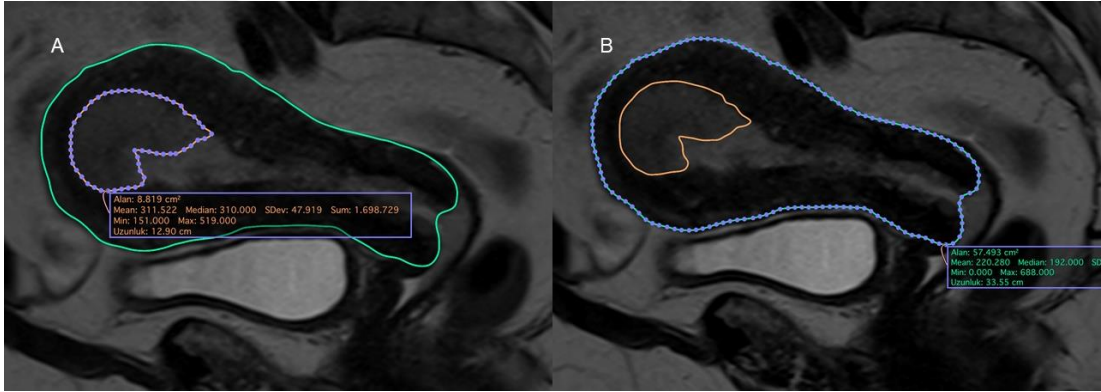 A
Alan: 8.819 cm²
Mean: 311.522 Median: 310.000 SDev: 47.919 Sum: 1.698.729
Min: 151.000 Max: 519.000
Uzunluk: 12.90 cm
B
Alan: 57.493 cm²
Mean: 220.280 Median: 192.000 SD
Min: 0.000 Max: 688.000
Uzunluk: 33.55 cm